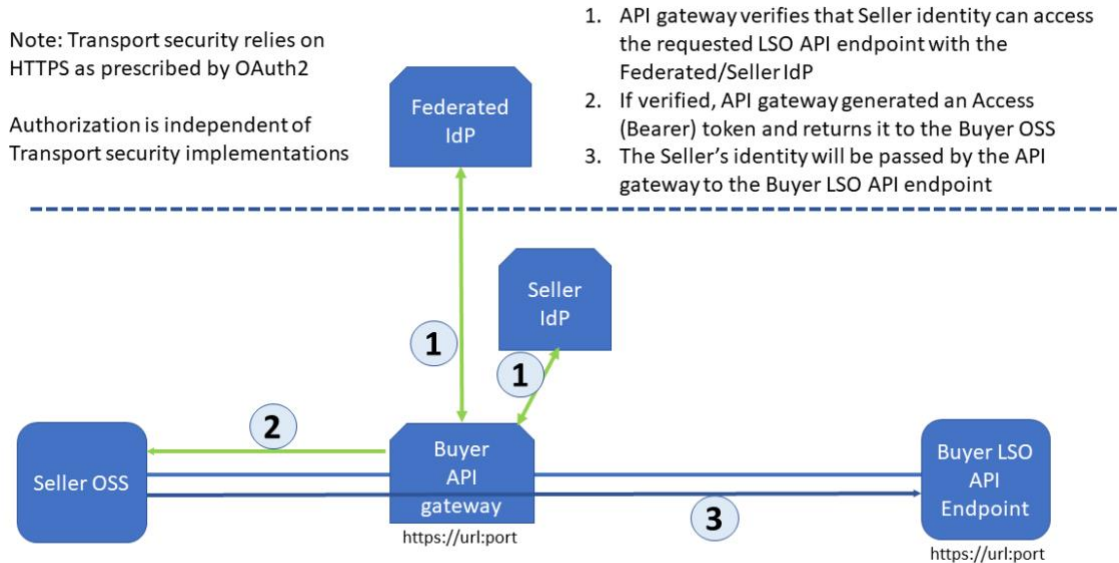 Note: Transport security relies on
HTTPS as prescribed by OAuth2
Authorization is independent of
Transport security implementations
1. API gateway verifies that Seller identity can access
the requested LSO API endpoint with the
Federated/Seller IdP
2. If verified, API gateway generated an Access
(Bearer) token and returns it to the Buyer OSS
3. The Seller’s identity will be passed by the API
gateway to the Buyer LSO API endpoint
Federated
IdP
Seller
IdP
1
1
2
Seller OSS
Buyer
API
gateway
https://url:port
3
Buyer LSO
API
Endpoint
https://url:port